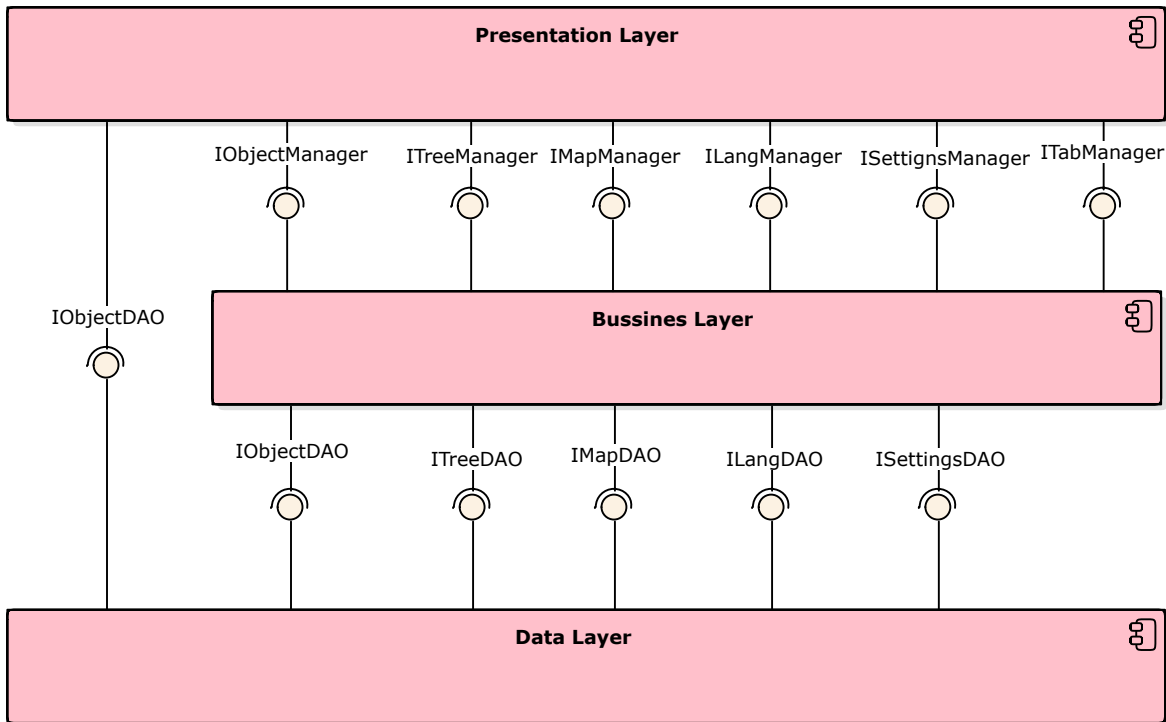 Presentation Layer
IObjectManager
ITreeManager
IMapManager
ILangManager
ISettignsManager
ITabManager
IObjectDAO
Bussines Layer
IObjectDAO
ITreeDAO
IMapDAO
ILangDAO
ISettingsDAO
Data Layer